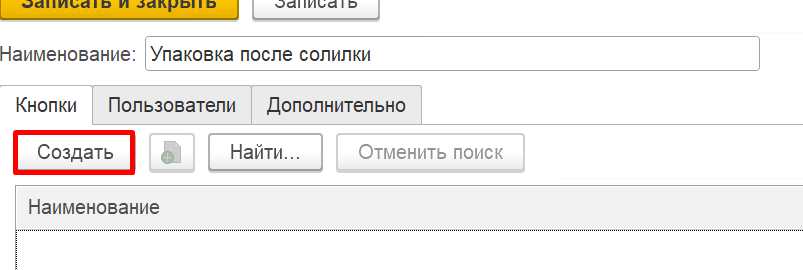 Записать и закрыть Записать
Наименование: Упаковка после солилки
Кнопки Пользователи Дополнительно
Создать Найти... Отменить поиск
Наименование